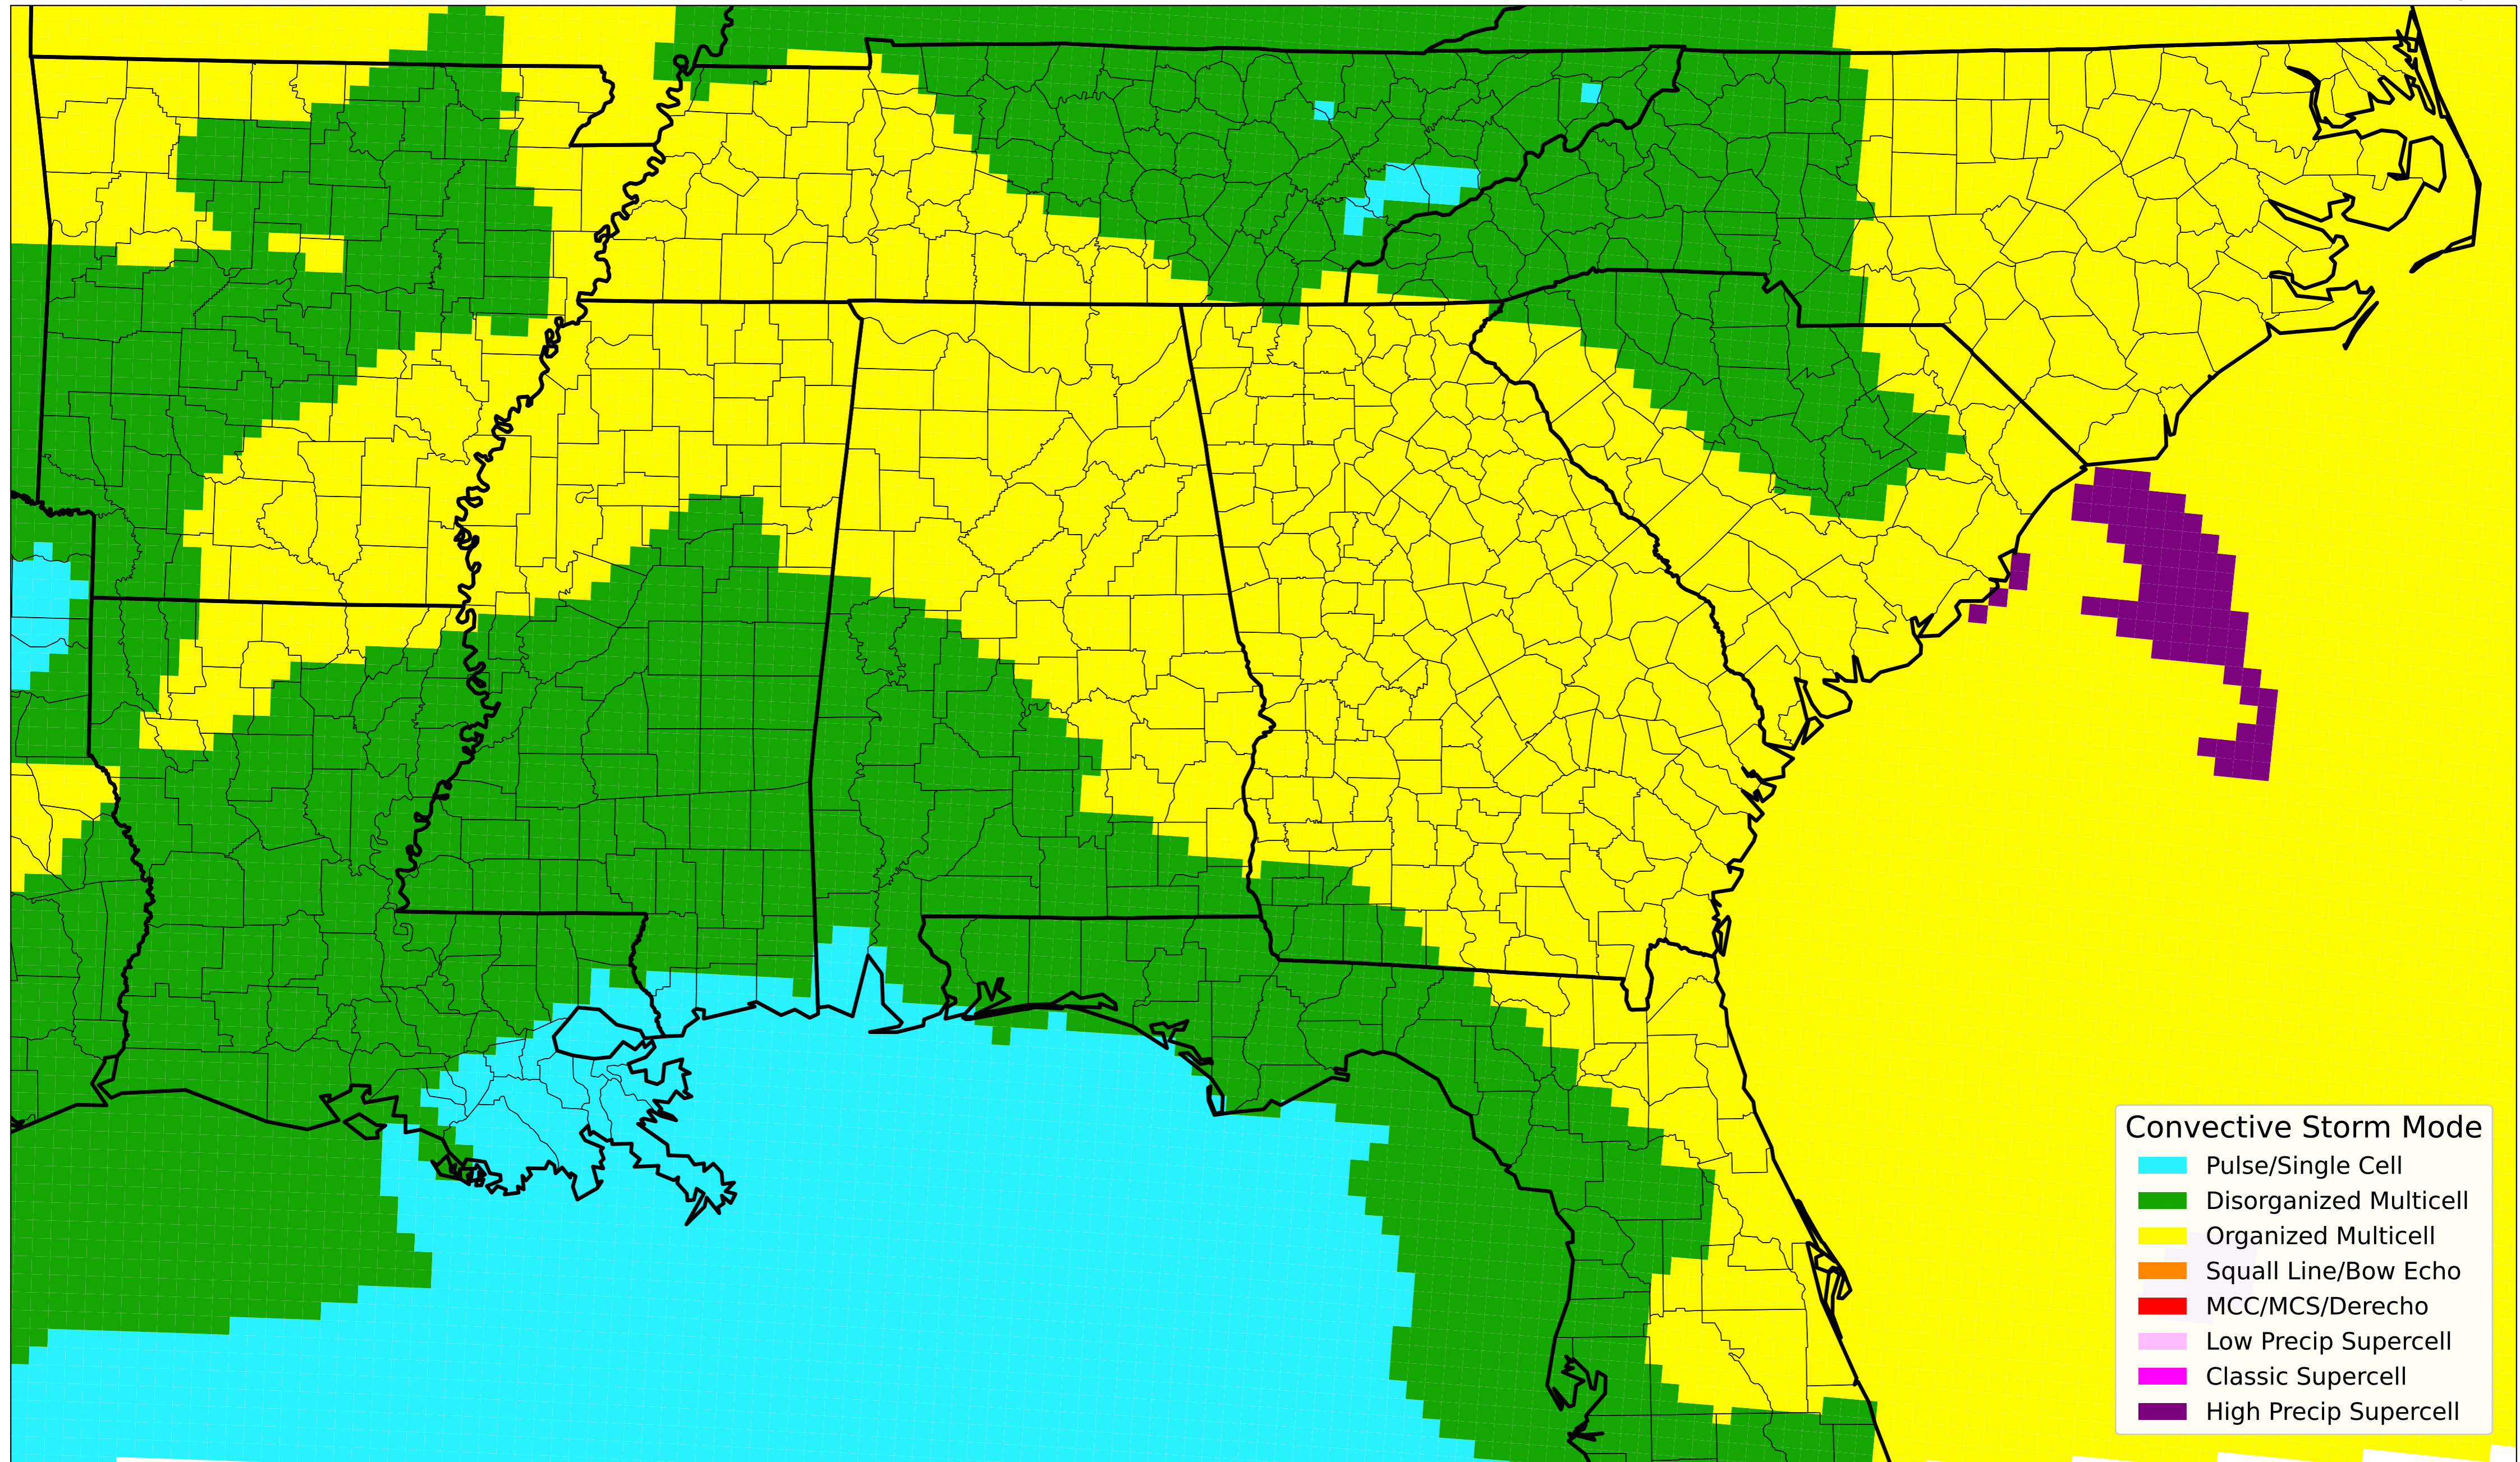 Convective Storm Mode
Pulse/Single Cell
Disorganized Multicell
Organized Multicell
Squall Line/Bow Echo
MCC/MCS/Derecho
Low Precip Supercell
Classic Supercell
High Precip Supercell